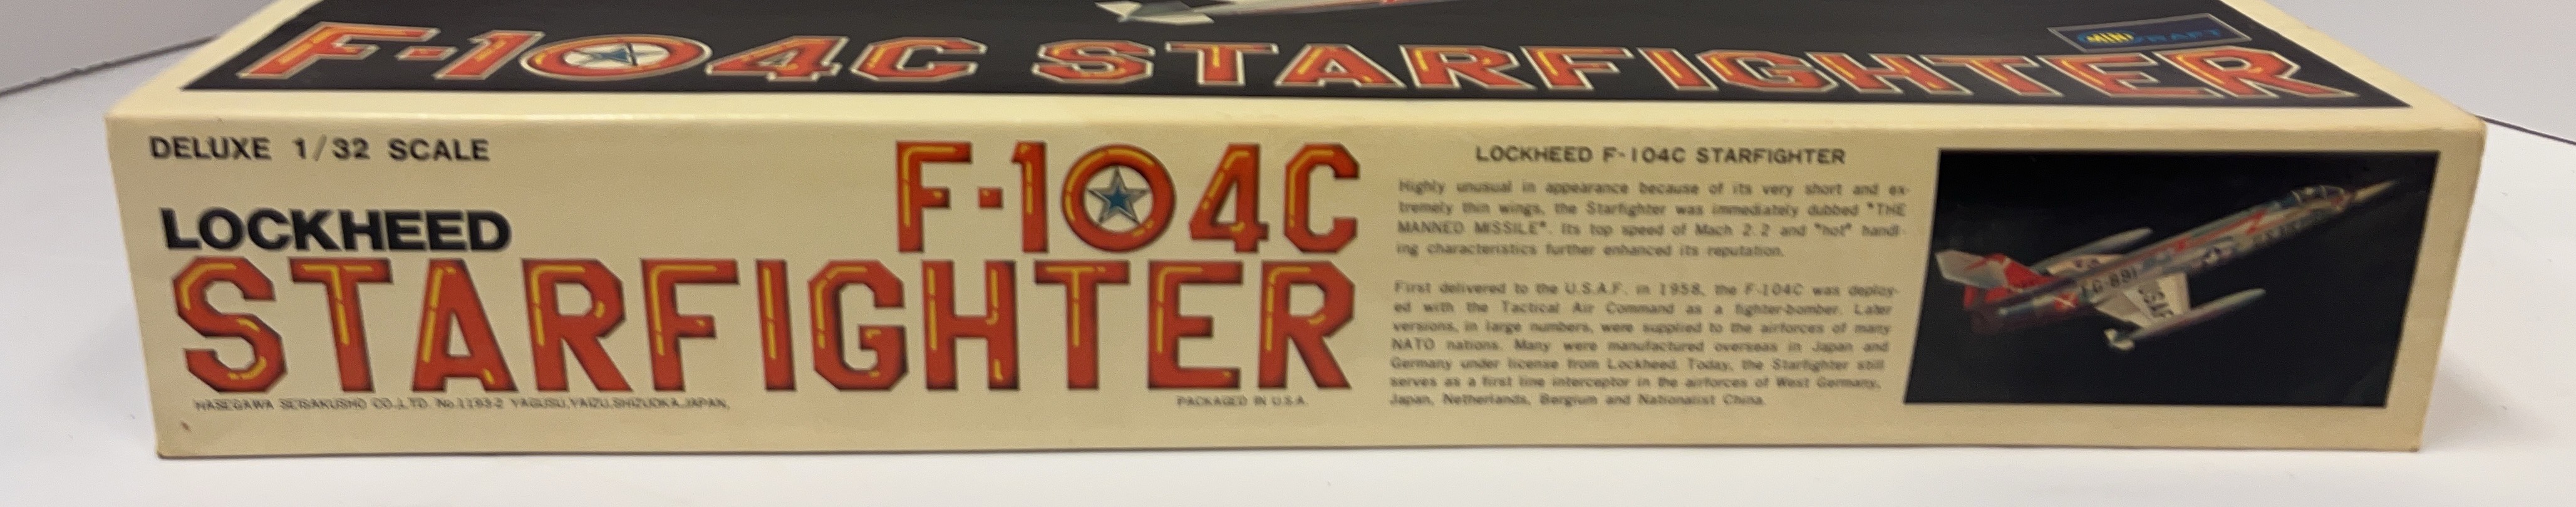 F-104C STARFIGHTER
MINICRAFT
DELUXE 1/32 SCALE
LOCKHEED
F-104C
STARFIGHTER
HASEGAWA SEISAKUSHO CO.,LTD. No.1193-2 YAGUSU,YAIZU,SHIZUOKA,JAPAN,
PACKAGED IN U.S.A.
LOCKHEED F-104C STARFIGHTER
Highly unusual in appearance because of its very short and ex-
tremely thin wings, the Starfighter was immediately dubbed "THE
MANNED MISSILE". Its top speed of Mach 2.2 and "hot" handl-
ing characteristics further enhanced its reputation.
First delivered to the U.S.A.F. in 1958, the F-104C was deploy-
ed with the Tactical Air Command as a fighter-bomber. Later
versions, in large numbers, were supplied to the airforces of many
NATO nations. Many were manufactured overseas in Japan and
Germany under license from Lockheed. Today, the Starfighter still
serves as a first line interceptor in the airforces of West Germany,
Japan, Netherlands, Bergium and Nationalist China.
FG-891